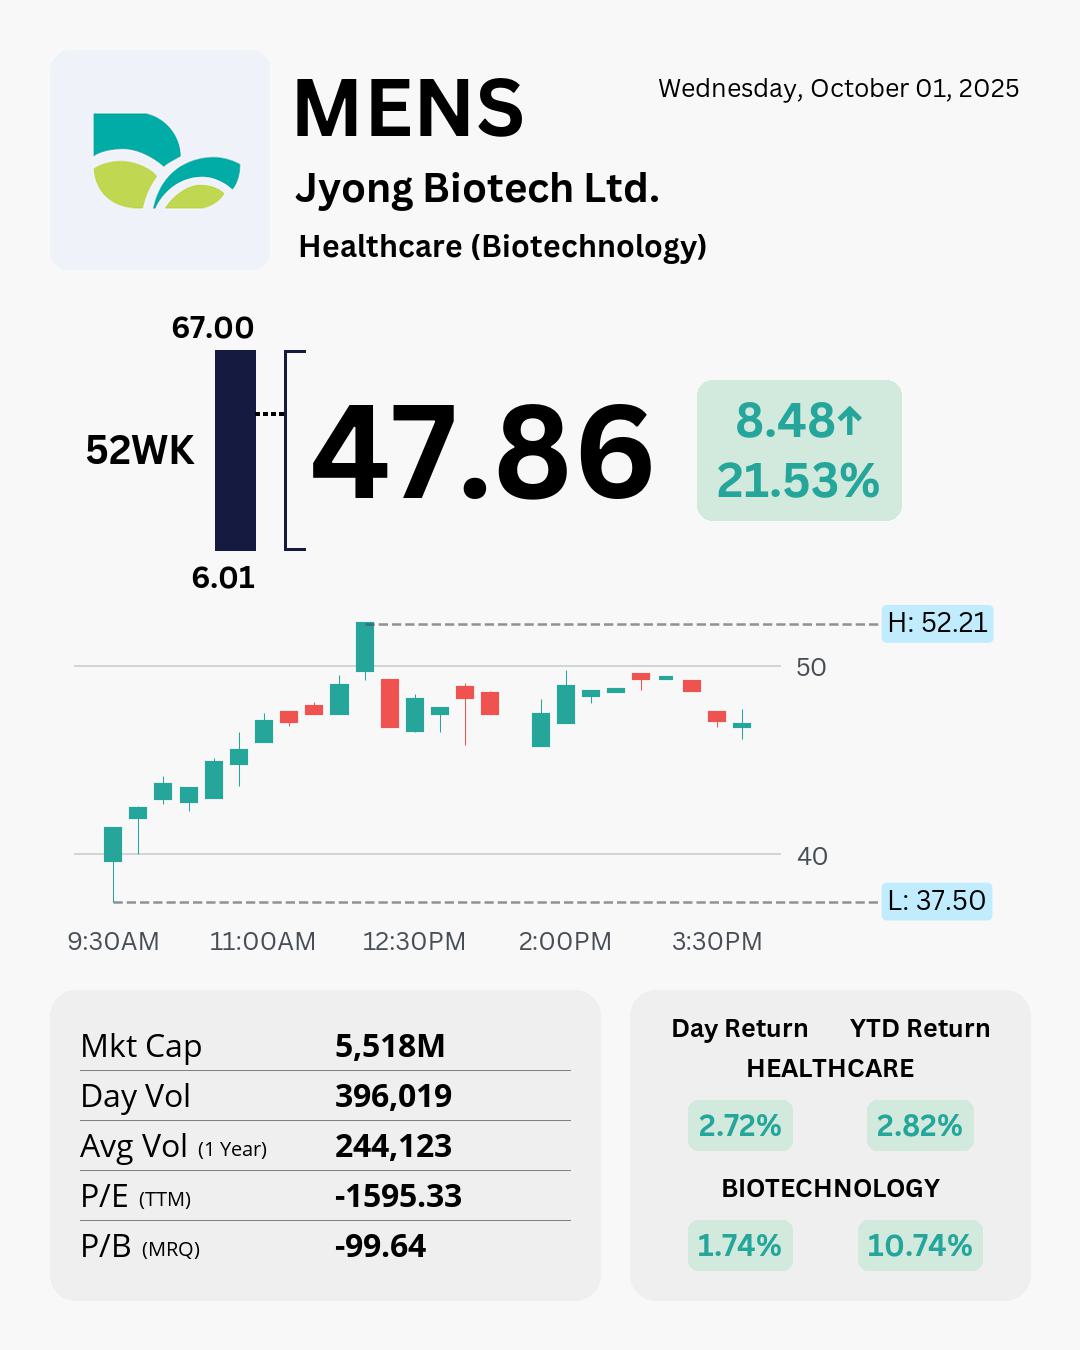 MENS
Wednesday, October 01, 2025
Jyong Biotech Ltd.
Healthcare (Biotechnology)
67.00
52WK
47.86
8.48↑
21.53%
6.01
H: 52.21
50
40
L: 37.50
9:30AM 11:00AM 12:30PM 2:00PM 3:30PM
Mkt Cap 5,518M
Day Vol 396,019
Avg Vol (1 Year) 244,123
P/E (TTM) -1595.33
P/B (MRQ) -99.64
Day Return YTD Return
HEALTHCARE
2.72% 2.82%
BIOTECHNOLOGY
1.74% 10.74%